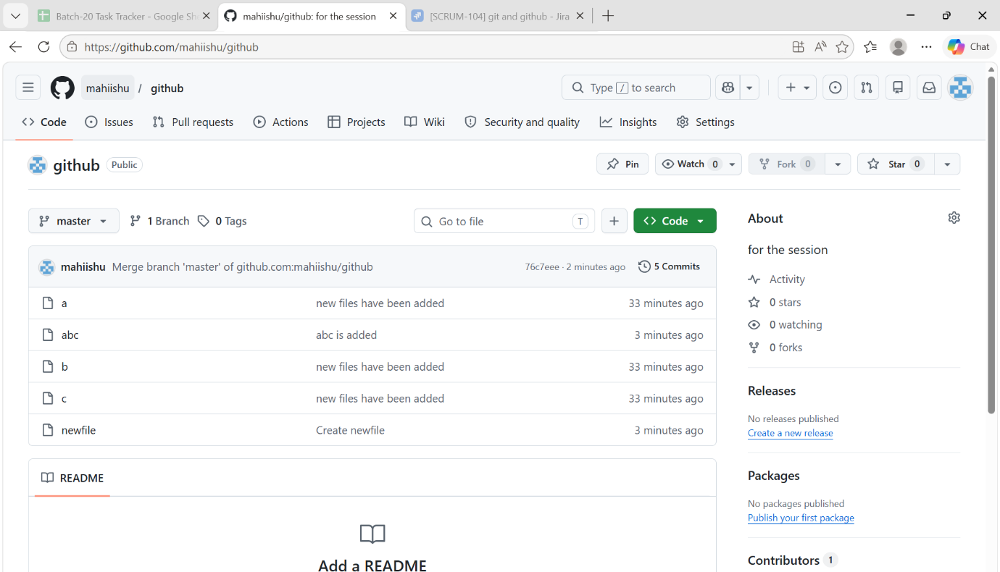 Batch-20 Task Tracker - Google She
mahiishu/github: for the session
[SCRUM-104] git and github - Jira
https://github.com/mahiishu/github
Chat
mahiishu / github
Type / to search
Code
Issues
Pull requests
Actions
Projects
Wiki
Security and quality
Insights
Settings
github Public
Pin
Watch 0
Fork 0
Star 0
master
1 Branch
0 Tags
Go to file T
Code
mahiishu Merge branch 'master' of github.com:mahiishu/github 76c7eee · 2 minutes ago 5 Commits
a new files have been added 33 minutes ago
abc abc is added 3 minutes ago
b new files have been added 33 minutes ago
c new files have been added 33 minutes ago
newfile Create newfile 3 minutes ago
README
Add a README
About
for the session
Activity
0 stars
0 watching
0 forks
Releases
No releases published
Create a new release
Packages
No packages published
Publish your first package
Contributors 1